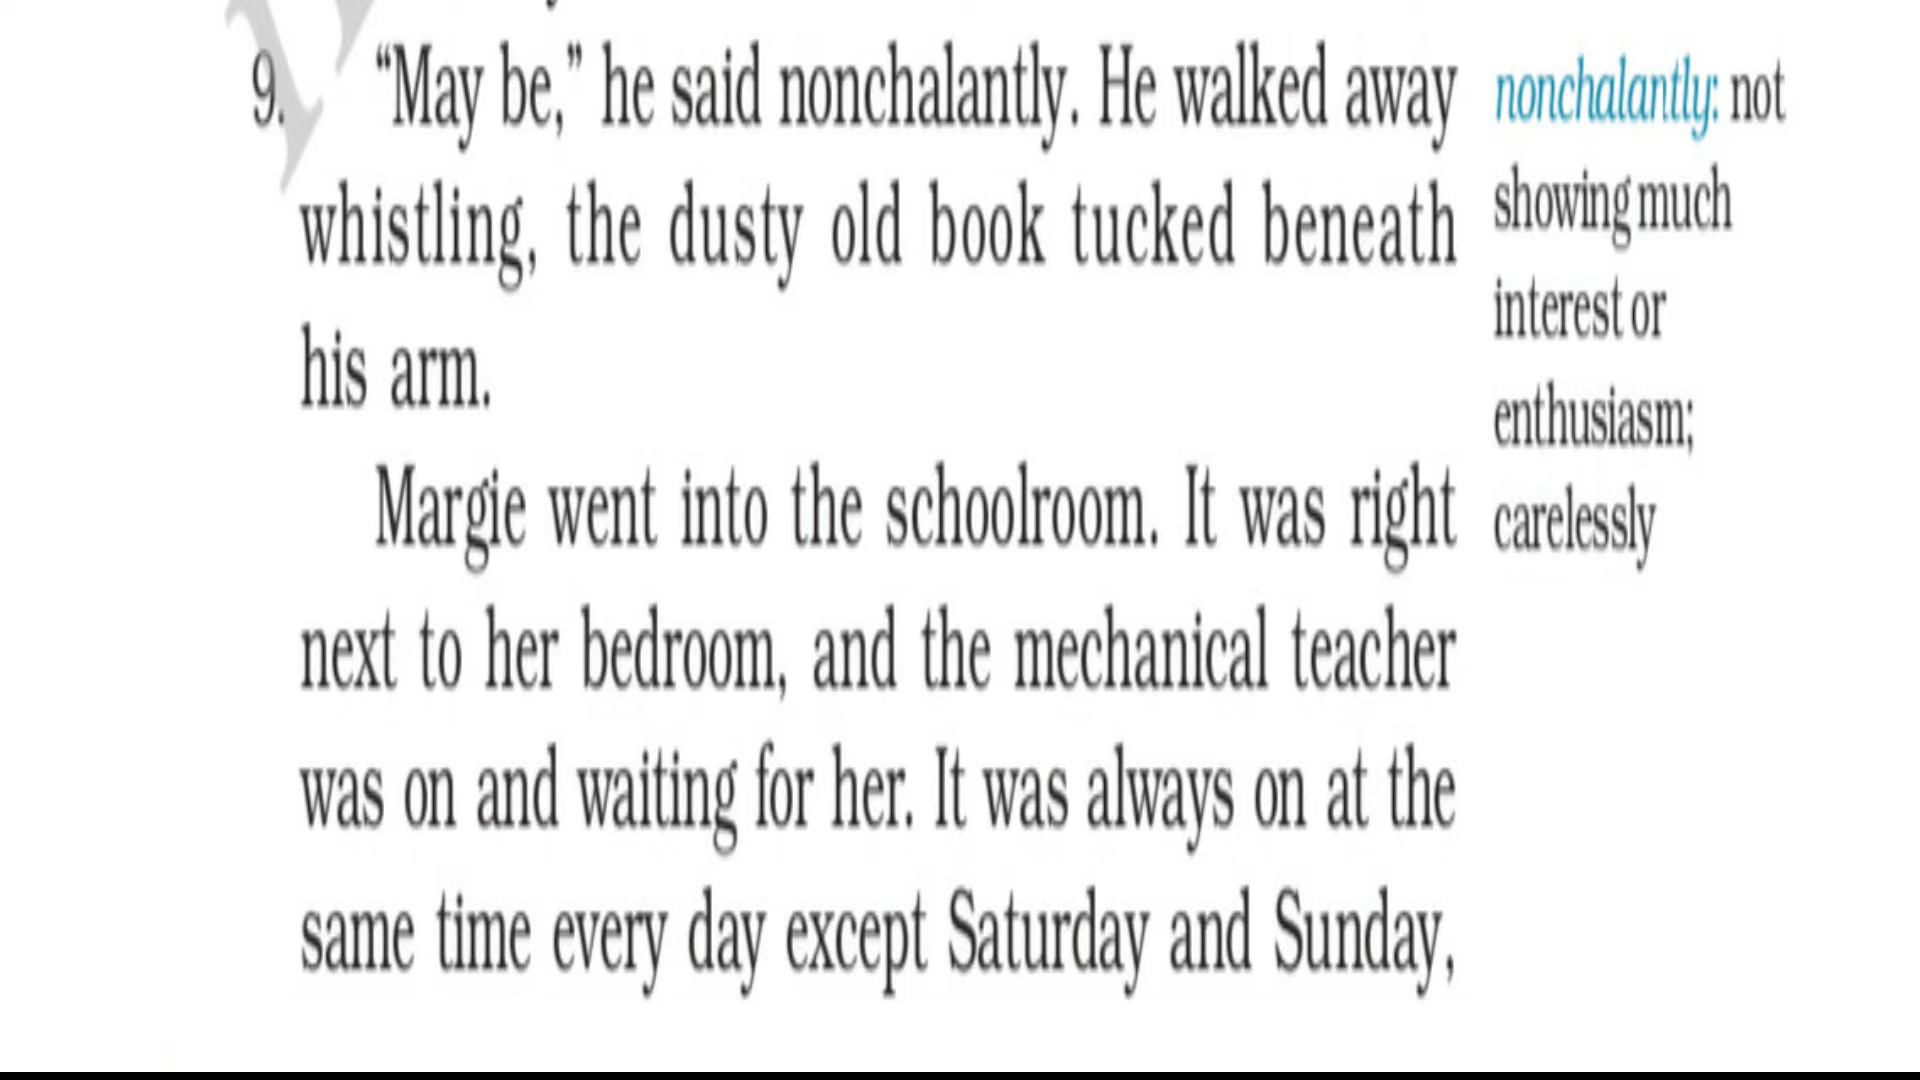 9. “May be,” he said nonchalantly. He walked away
whistling, the dusty old book tucked beneath
his arm.
Margie went into the schoolroom. It was right
next to her bedroom, and the mechanical teacher
was on and waiting for her. It was always on at the
same time every day except Saturday and Sunday,
nonchalantly: not
showing much
interest or
enthusiasm;
carelessly